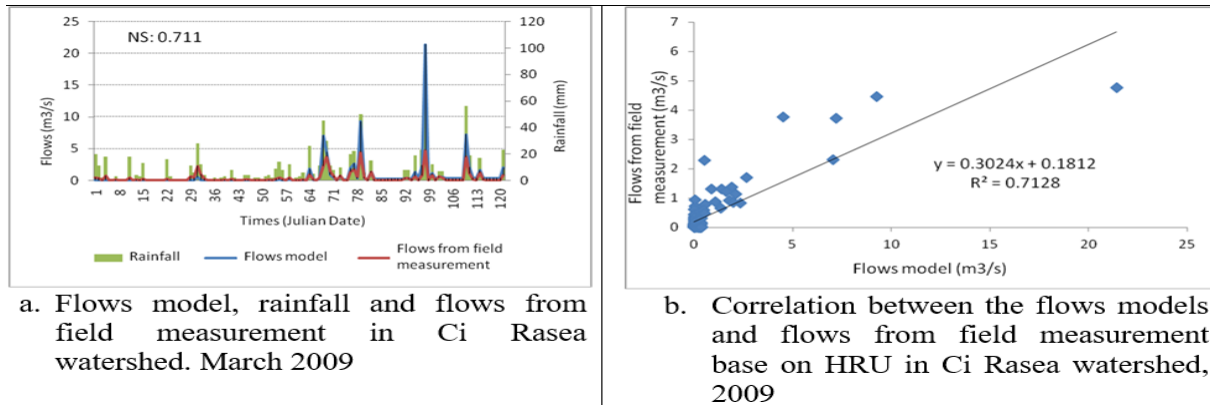 NS: 0.711
Flows (m3/s)
25
20
15
10
5
0
120
100
80
60
40
20
0
Rainfall (mm)
1 8 15 22 29 36 43 50 57 64 71 78 85 92 99 106 113 120
Times (Julian Date)
Rainfall
Flows model
Flows from field
measurement
a. Flows model, rainfall and flows from
field measurement in Ci Rasea
watershed. March 2009
Flows from field
measurement (m3/s)
7
6
5
4
3
2
1
0
y = 0.3024x + 0.1812
R² = 0.7128
0 5 10 15 20 25
Flows model (m3/s)
b. Correlation between the flows models
and flows from field measurement
base on HRU in Ci Rasea watershed,
2009